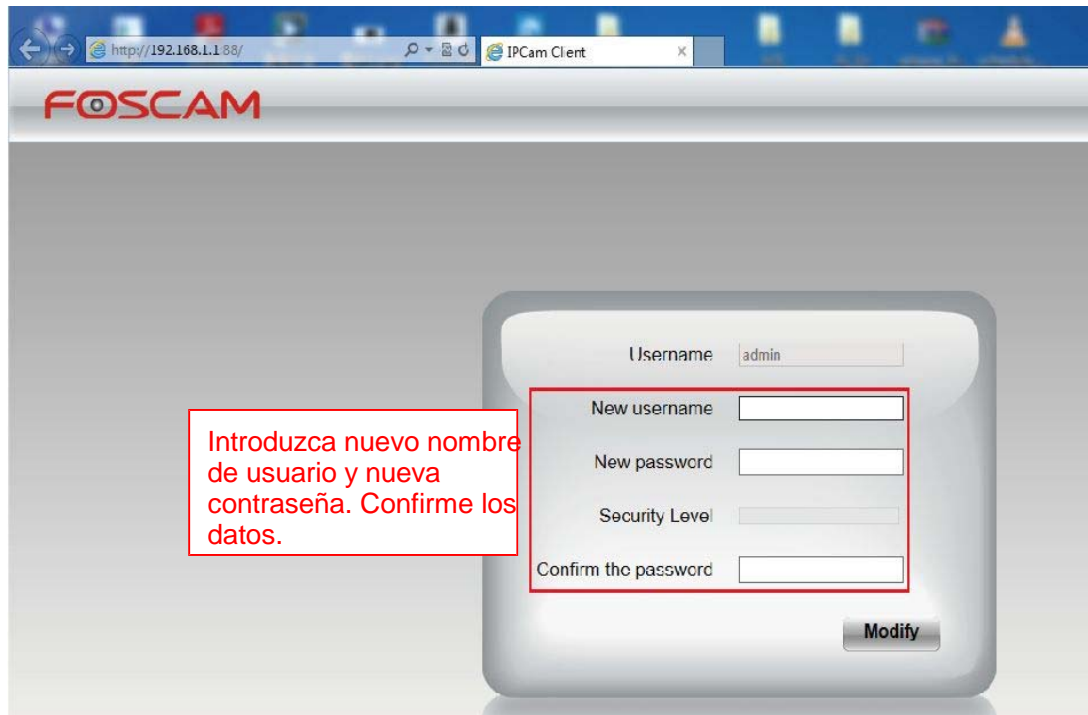 http://192.168.1.1 88/
IPCam Client
FOSCAM
Username admin
New username
Introduzca nuevo nombre
de usuario y nueva
contraseña. Confirme los
datos.
New password
Security Level
Confirm the password
Modify